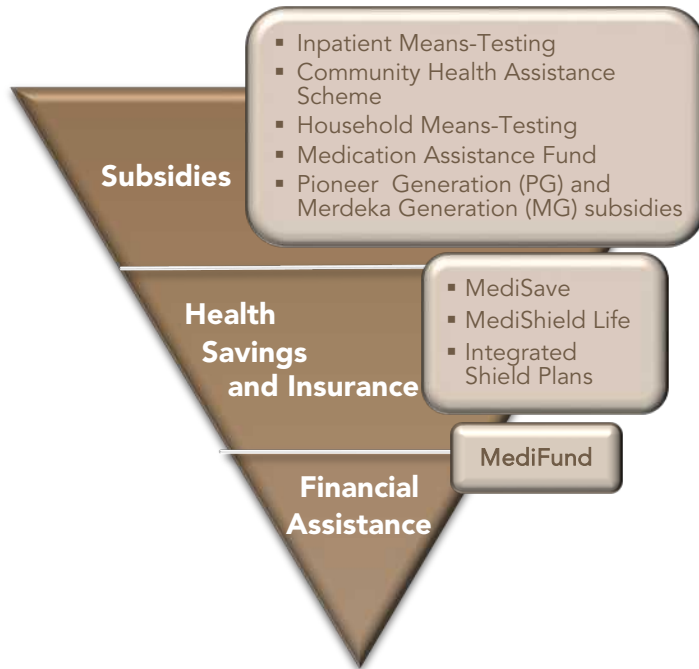 ▪ Inpatient Means-Testing
▪ Community Health Assistance
Scheme
▪ Household Means-Testing
▪ Medication Assistance Fund
▪ Pioneer Generation (PG) and
Merdeka Generation (MG) subsidies
Subsidies
▪ MediSave
▪ MediShield Life
▪ Integrated
Shield Plans
Health
Savings
and Insurance
MediFund
Financial
Assistance